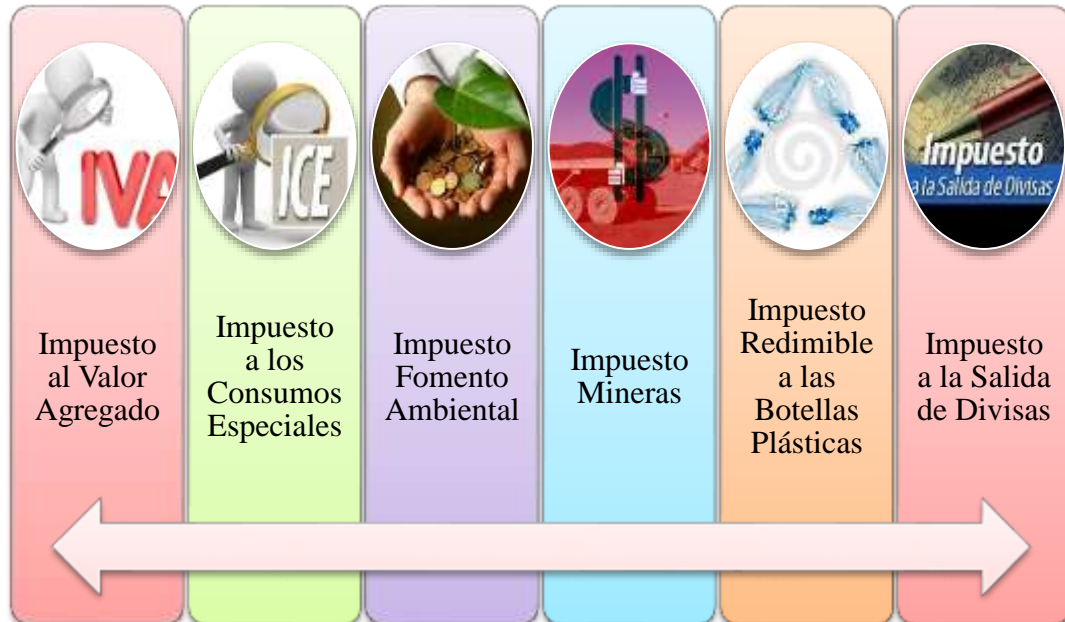 IVA
ICE
Impuesto
a la Salida de Divisas
Impuesto
al Valor
Agregado
Impuesto
a los
Consumos
Especiales
Impuesto
Fomento
Ambiental
Impuesto
Mineras
Impuesto
Redimible
a las
Botellas
Plásticas
Impuesto
a la Salida
de Divisas